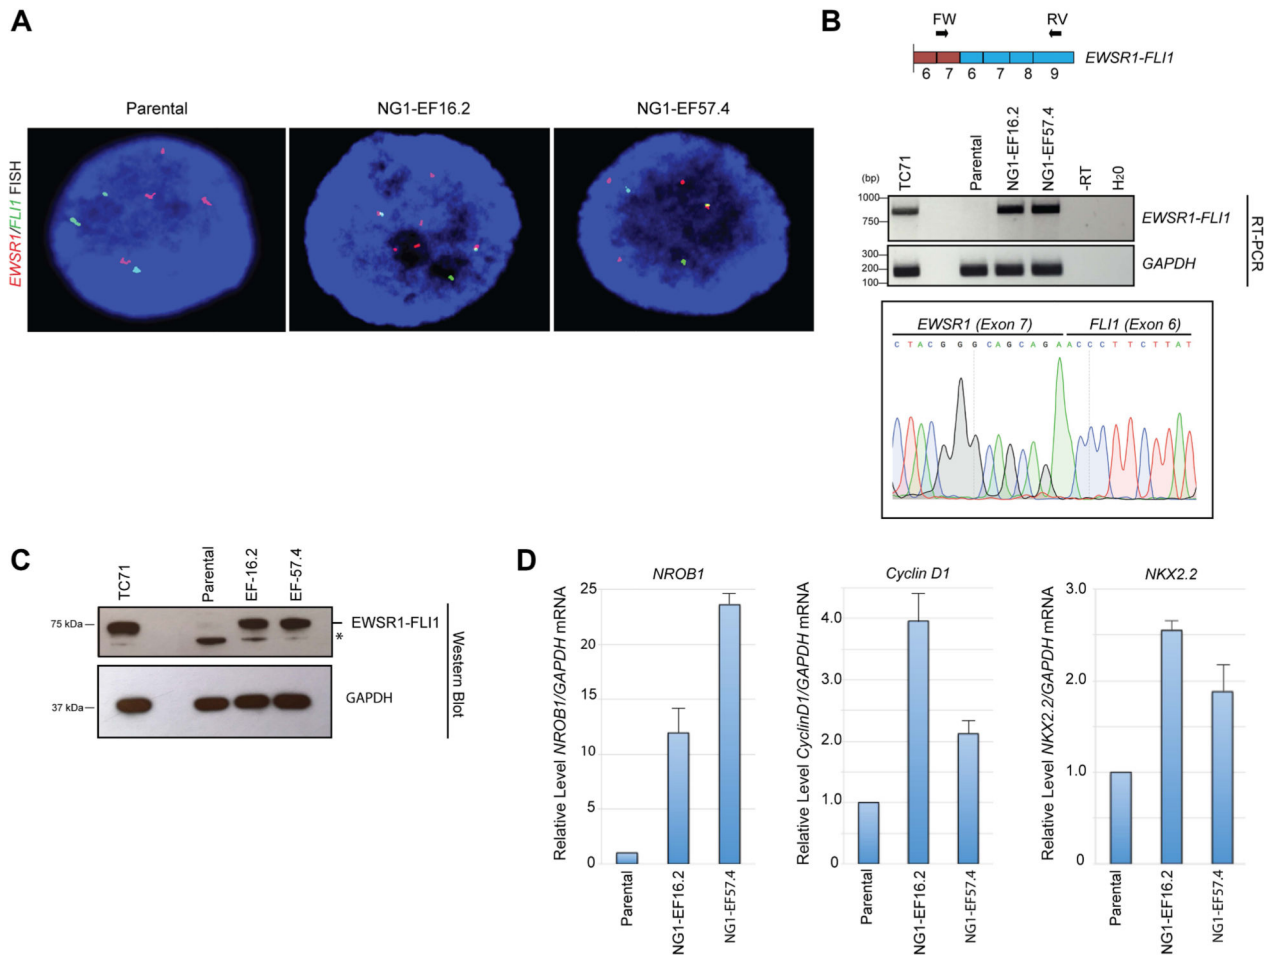 A
Parental
NG1-EF16.2
NG1-EF57.4
EWSR1/FLI1 FISH
B
FW
RV
EWSR1-FLI1
6 7 6 7 8 9
TC71
Parental
NG1-EF16.2
NG1-EF57.4
-RT
H20
(bp)
1000
750
EWSR1-FLI1
300
200
100
GAPDH
RT-PCR
EWSR1 (Exon 7)
FLI1 (Exon 6)
C T A C G G G C A G C A G A A C C C T T C T T A T
C
TC71
Parental
EF-16.2
EF-57.4
75 kDa
EWSR1-FLI1
*
37 kDa
GAPDH
Western Blot
D
NROB1
Relative Level NROB1/GAPDH mRNA
25
20
15
10
5
0
Parental
NG1-EF16.2
NG1-EF57.4
Cyclin D1
Relative Level CyclinD1/GAPDH mRNA
4.0
3.0
2.0
1.0
0
Parental
NG1-EF16.2
NG1-EF57.4
NKX2.2
Relative Level NKX2.2/GAPDH mRNA
3.0
2.0
1.0
0
Parental
NG1-EF16.2
NG1-EF57.4